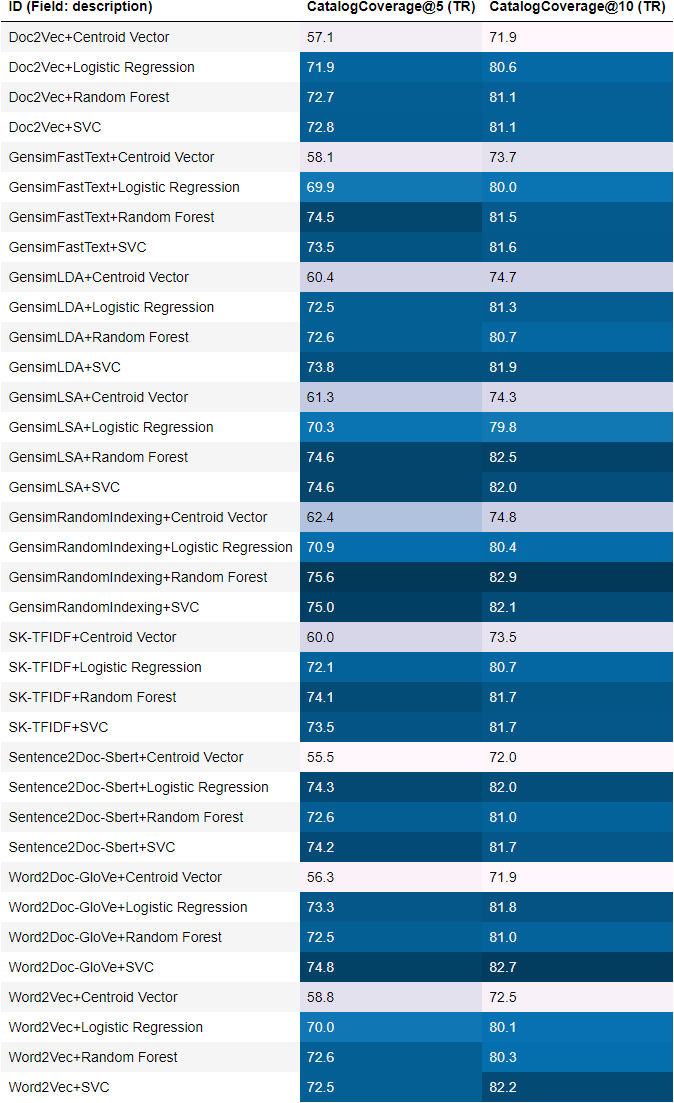 ID (Field: description) CatalogCoverage@5 (TR) CatalogCoverage@10 (TR)
Doc2Vec+Centroid Vector 57.1 71.9
Doc2Vec+Logistic Regression 71.9 80.6
Doc2Vec+Random Forest 72.7 81.1
Doc2Vec+SVC 72.8 81.1
GensimFastText+Centroid Vector 58.1 73.7
GensimFastText+Logistic Regression 69.9 80.0
GensimFastText+Random Forest 74.5 81.5
GensimFastText+SVC 73.5 81.6
GensimLDA+Centroid Vector 60.4 74.7
GensimLDA+Logistic Regression 72.5 81.3
GensimLDA+Random Forest 72.6 80.7
GensimLDA+SVC 73.8 81.9
GensimLSA+Centroid Vector 61.3 74.3
GensimLSA+Logistic Regression 70.3 79.8
GensimLSA+Random Forest 74.6 82.5
GensimLSA+SVC 74.6 82.0
GensimRandomIndexing+Centroid Vector 62.4 74.8
GensimRandomIndexing+Logistic Regression 70.9 80.4
GensimRandomIndexing+Random Forest 75.6 82.9
GensimRandomIndexing+SVC 75.0 82.1
SK-TFIDF+Centroid Vector 60.0 73.5
SK-TFIDF+Logistic Regression 72.1 80.7
SK-TFIDF+Random Forest 74.1 81.7
SK-TFIDF+SVC 73.5 81.7
Sentence2Doc-Sbert+Centroid Vector 55.5 72.0
Sentence2Doc-Sbert+Logistic Regression 74.3 82.0
Sentence2Doc-Sbert+Random Forest 72.6 81.0
Sentence2Doc-Sbert+SVC 74.2 81.7
Word2Doc-GloVe+Centroid Vector 56.3 71.9
Word2Doc-GloVe+Logistic Regression 73.3 81.8
Word2Doc-GloVe+Random Forest 72.5 81.0
Word2Doc-GloVe+SVC 74.8 82.7
Word2Vec+Centroid Vector 58.8 72.5
Word2Vec+Logistic Regression 70.0 80.1
Word2Vec+Random Forest 72.6 80.3
Word2Vec+SVC 72.5 82.2